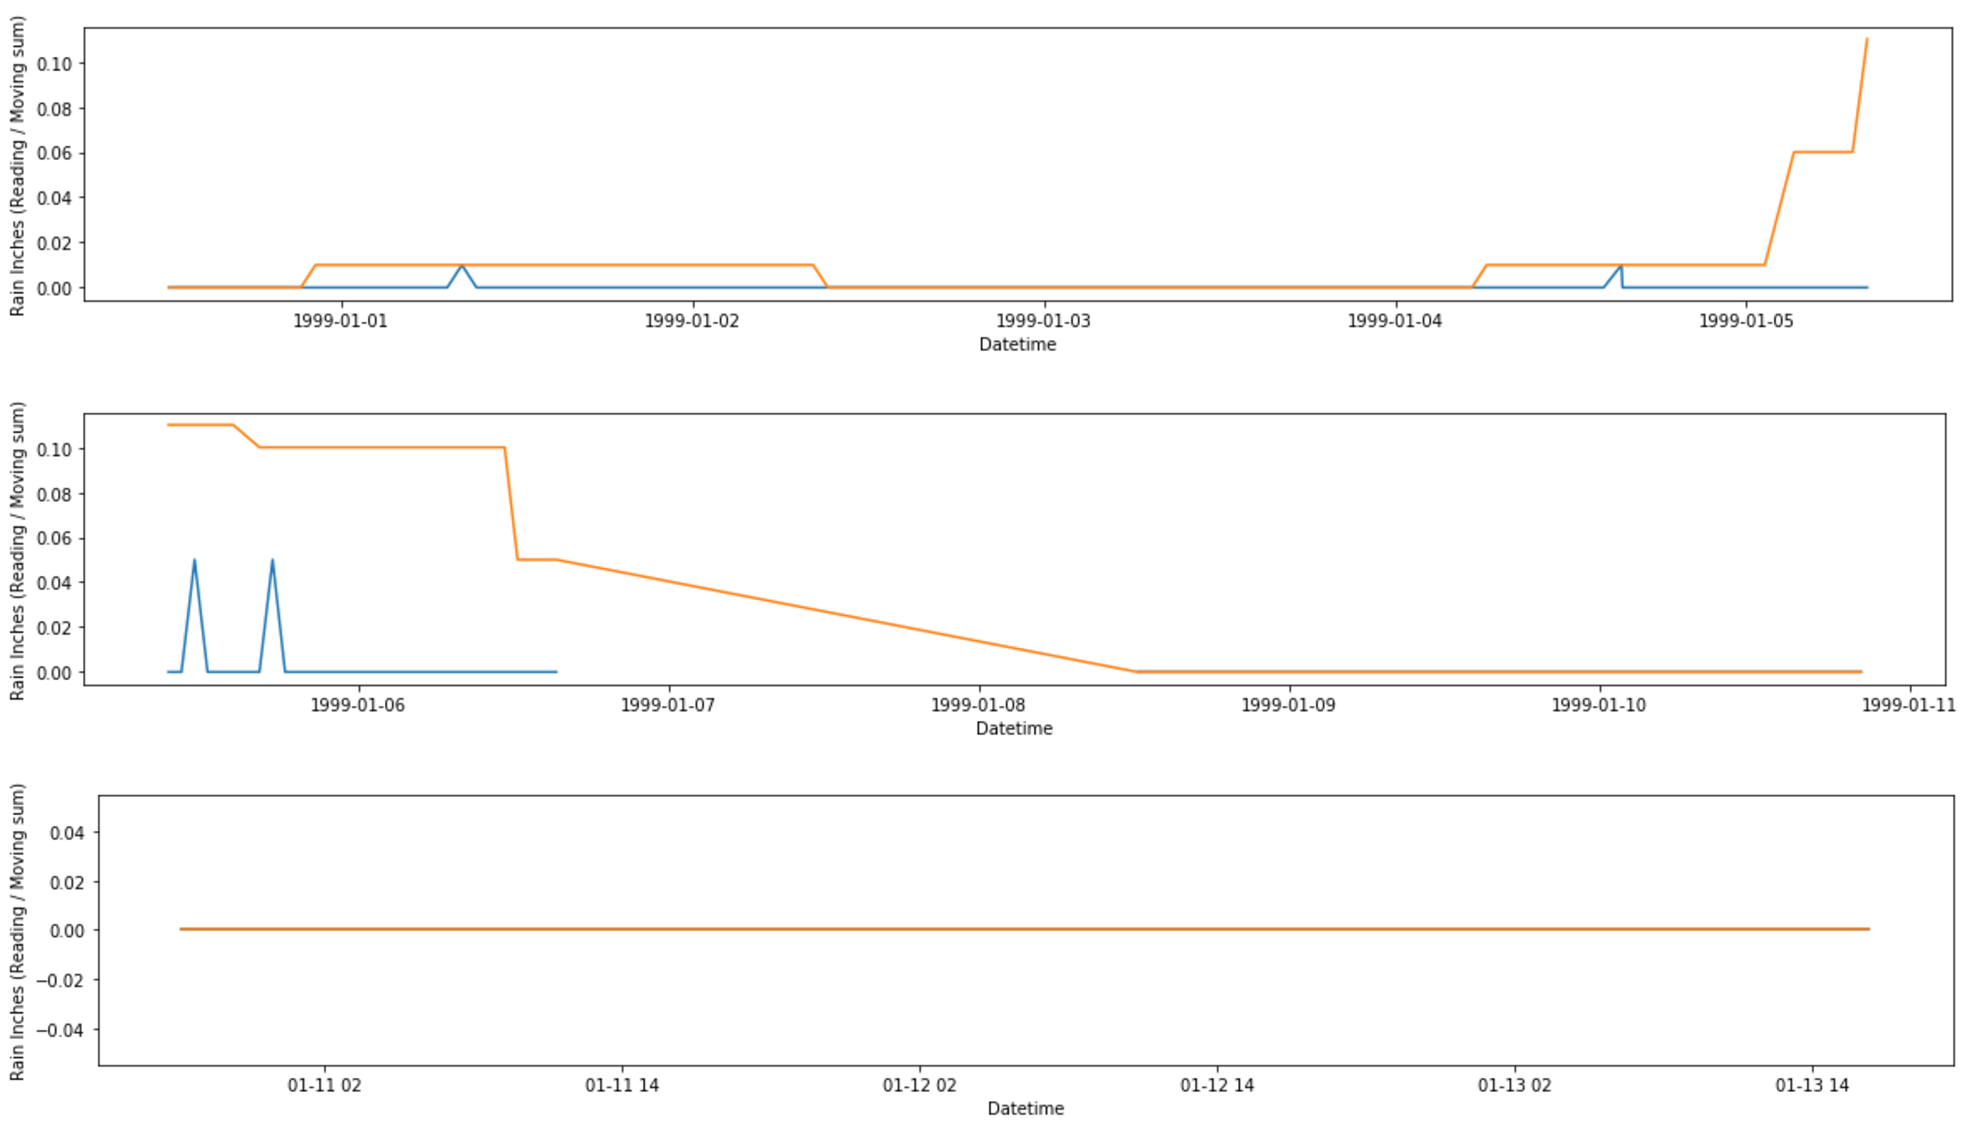 Rain Inches (Reading / Moving sum)
0.10
0.08
0.06
0.04
0.02
0.00
1999-01-01 1999-01-02 1999-01-03 1999-01-04 1999-01-05
Datetime
Rain Inches (Reading / Moving sum)
0.10
0.08
0.06
0.04
0.02
0.00
1999-01-06 1999-01-07 1999-01-08 1999-01-09 1999-01-10 1999-01-11
Datetime
Rain Inches (Reading / Moving sum)
0.04
0.02
0.00
−0.02
−0.04
01-11 02 01-11 14 01-12 02 01-12 14 01-13 02 01-13 14
Datetime